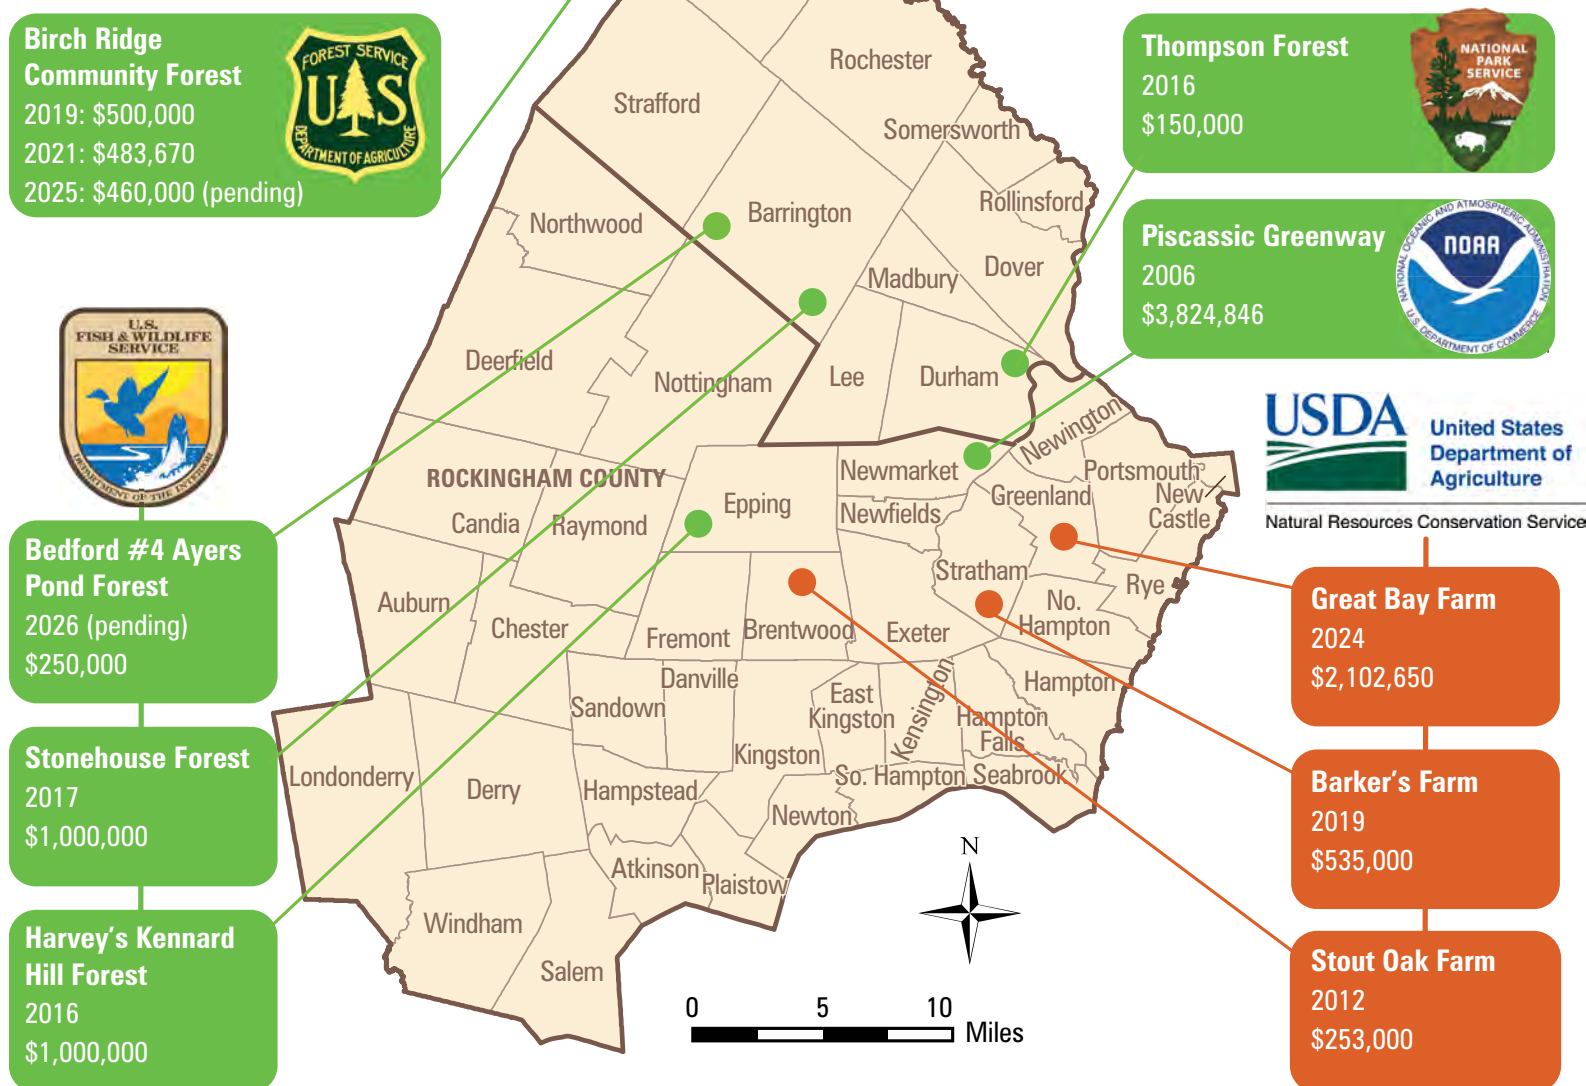 Birch Ridge
Community Forest
2019: $500,000
2021: $483,670
2025: $460,000 (pending)
FOREST SERVICE
U S
DEPARTMENT OF AGRICULTURE
Thompson Forest
2016
$150,000
NATIONAL
PARK
SERVICE
Piscassic Greenway
2006
$3,824,846
NATIONAL OCEANIC AND ATMOSPHERIC ADMINISTRATION
NOAA
U.S. DEPARTMENT OF COMMERCE
U.S.
FISH & WILDLIFE
SERVICE
DEPARTMENT OF THE INTERIOR
USDA
United States
Department of
Agriculture
Natural Resources Conservation Service
Bedford #4 Ayers
Pond Forest
2026 (pending)
$250,000
Stonehouse Forest
2017
$1,000,000
Harvey's Kennard
Hill Forest
2016
$1,000,000
Great Bay Farm
2024
$2,102,650
Barker's Farm
2019
$535,000
Stout Oak Farm
2012
$253,000
Rochester
Strafford
Somersworth
Rollinsford
Barrington
Northwood
Dover
Madbury
Deerfield
Nottingham
Lee
Durham
Newington
ROCKINGHAM COUNTY
Newmarket
Portsmouth
Greenland
New
Castle
Epping
Newfields
Candia
Raymond
Stratham
Rye
Auburn
No.
Hampton
Chester
Fremont
Brentwood
Exeter
Danville
Hampton
Sandown
East
Kingston
Kensington
Hampton
Falls
Kingston
Londonderry
Derry
Hampstead
So. Hampton
Seabrook
Newton
Atkinson
Plaistow
Windham
Salem
N
0 5 10
Miles